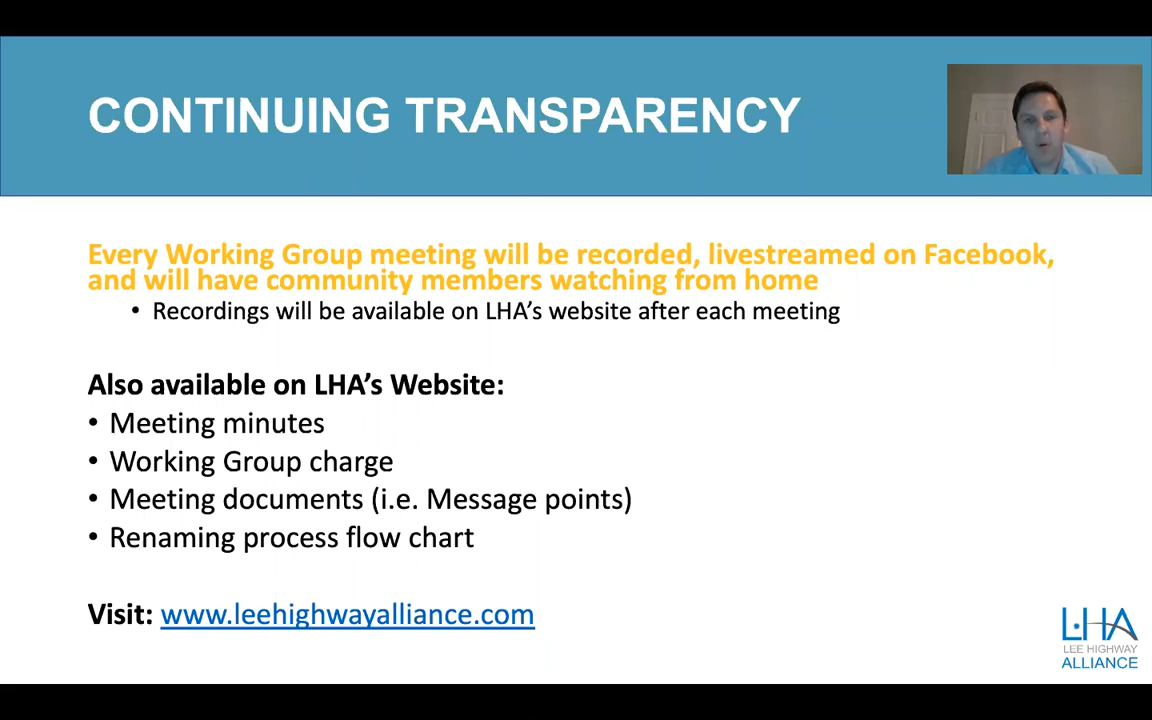 CONTINUING TRANSPARENCY
Every Working Group meeting will be recorded, livestreamed on Facebook,
and will have community members watching from home
• Recordings will be available on LHA’s website after each meeting
Also available on LHA’s Website:
• Meeting minutes
• Working Group charge
• Meeting documents (i.e. Message points)
• Renaming process flow chart
Visit: www.leehighwayalliance.com
LHA
LEE HIGHWAY
ALLIANCE